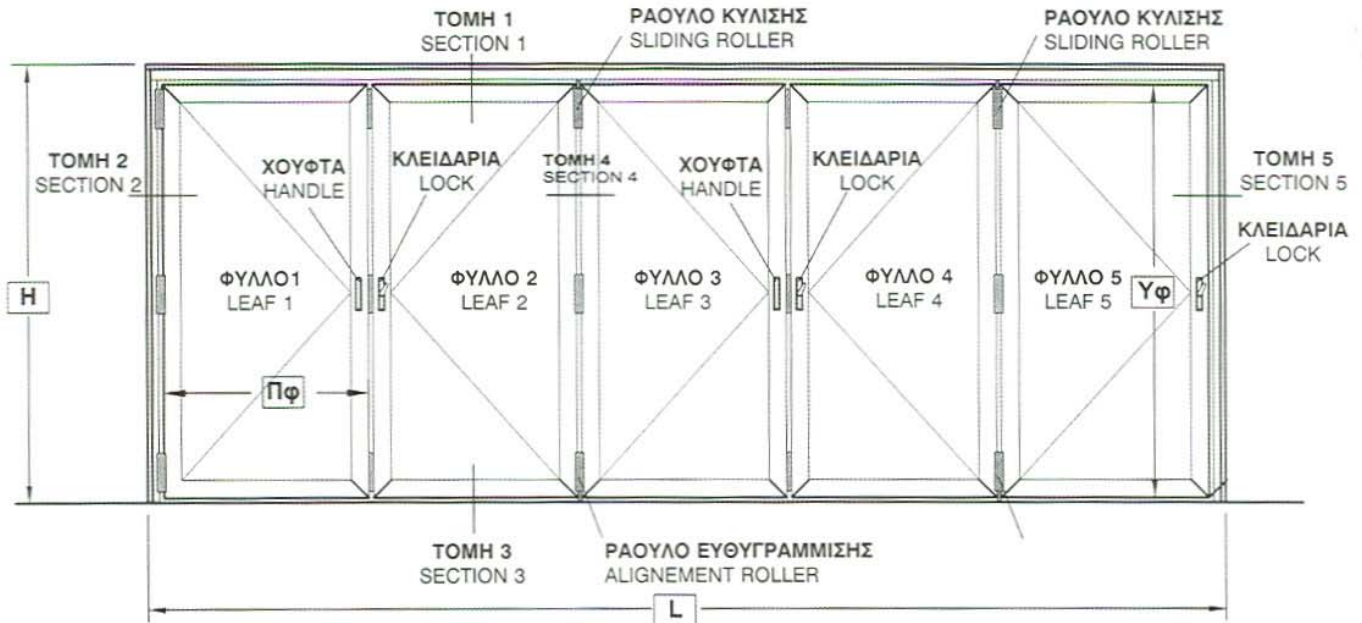 ΤΟΜΗ 1
SECTION 1
ΡΑΟΥΛΟ ΚΥΛΙΣΗΣ
SLIDING ROLLER
ΡΑΟΥΛΟ ΚΥΛΙΣΗΣ
SLIDING ROLLER
ΤΟΜΗ 2
SECTION 2
ΧΟΥΦΤΑ
HANDLE
ΚΛΕΙΔΑΡΙΑ
LOCK
ΤΟΜΗ 4
SECTION 4
ΧΟΥΦΤΑ
HANDLE
ΚΛΕΙΔΑΡΙΑ
LOCK
ΤΟΜΗ 5
SECTION 5
ΚΛΕΙΔΑΡΙΑ
LOCK
H
ΦΥΛΛΟ1
LEAF 1
ΦΥΛΛΟ 2
LEAF 2
ΦΥΛΛΟ 3
LEAF 3
ΦΥΛΛΟ 4
LEAF 4
ΦΥΛΛΟ 5
LEAF 5
Υφ
Πφ
ΤΟΜΗ 3
SECTION 3
ΡΑΟΥΛΟ ΕΥΘΥΓΡΑΜΜΙΣΗΣ
ALIGNEMENT ROLLER
L